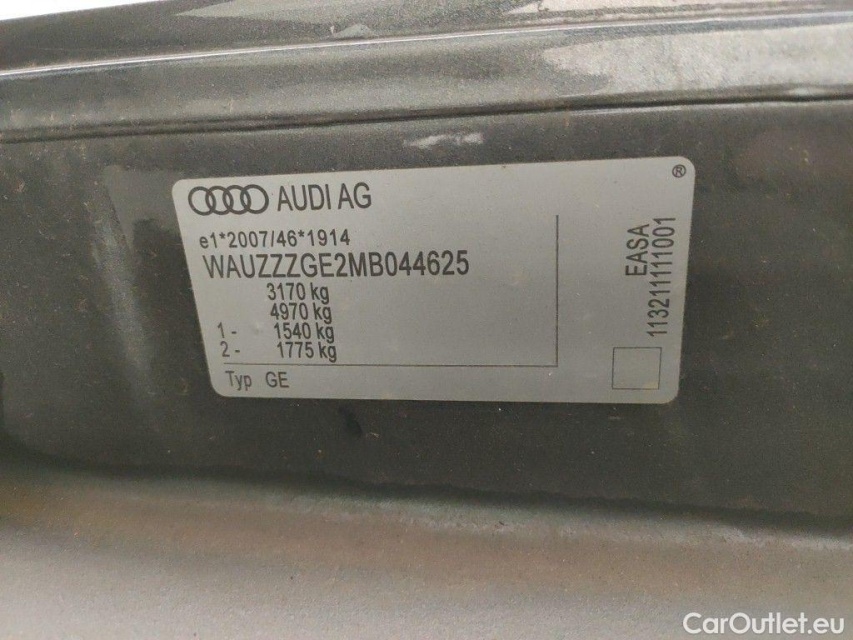 AUDI AG
®
e1*2007/46*1914
WAUZZZGE2MB044625
3170 kg
4970 kg
1 - 1540 kg
2 - 1775 kg
Typ GE
EASA
113211111001
CarOutlet.eu